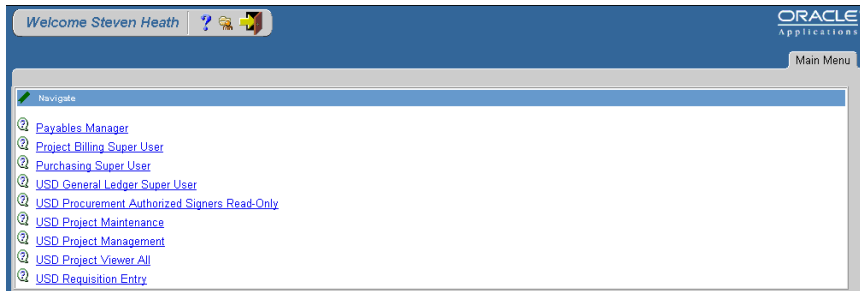 Welcome Steven Heath
ORACLE
Applications
Main Menu
Navigate
Payables Manager
Project Billing Super User
Purchasing Super User
USD General Ledger Super User
USD Procurement Authorized Signers Read-Only
USD Project Maintenance
USD Project Management
USD Project Viewer All
USD Requisition Entry